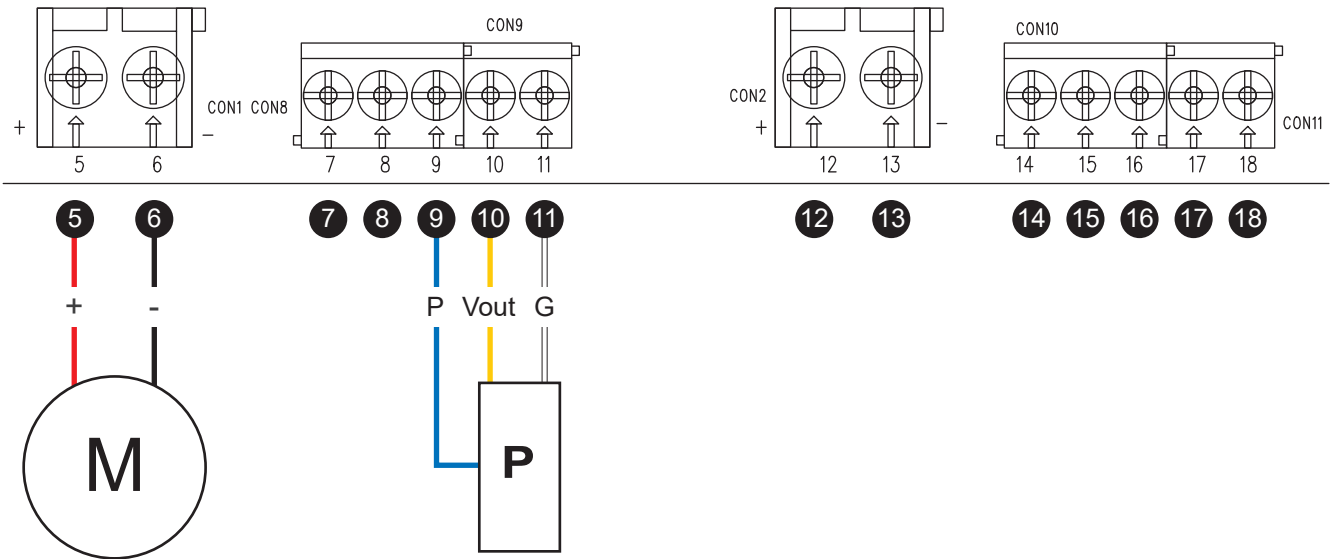 CON9
CON10
CON1 CON8
CON2
CON11
+ -
+ -
5 6 7 8 9 10 11 12 13 14 15 16 17 18
5 6 7 8 9 10 11 12 13 14 15 16 17 18
+ - P Vout G
M P